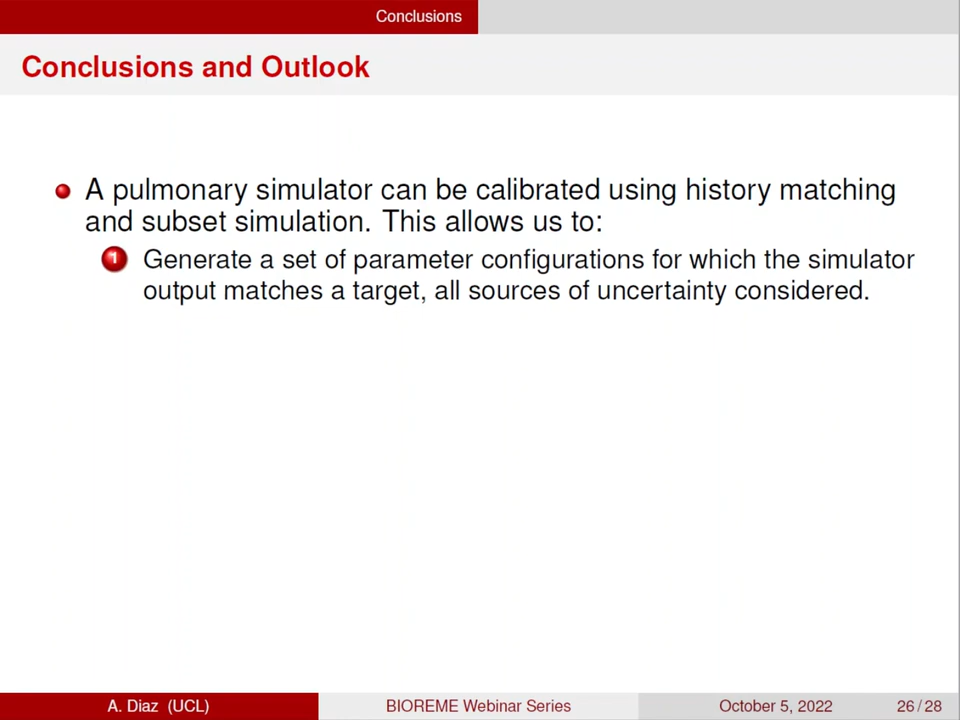 Conclusions
Conclusions and Outlook
A pulmonary simulator can be calibrated using history matching
and subset simulation. This allows us to:
1 Generate a set of parameter configurations for which the simulator
output matches a target, all sources of uncertainty considered.
A. Diaz (UCL) BIOREME Webinar Series October 5, 2022 26 / 28